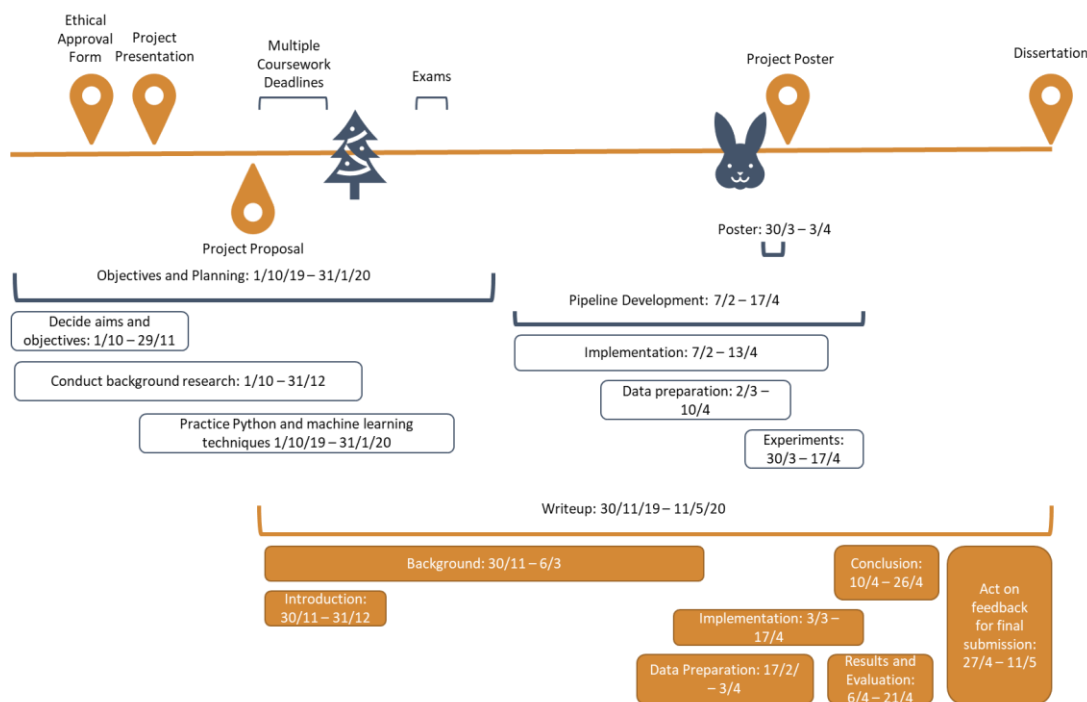 Ethical
Approval
Form
Project
Presentation
Multiple
Coursework
Deadlines
Exams
Project Poster
Dissertation
Project Proposal
Poster: 30/3 – 3/4
Objectives and Planning: 1/10/19 – 31/1/20
Pipeline Development: 7/2 – 17/4
Decide aims and
objectives: 1/10 – 29/11
Implementation: 7/2 – 13/4
Conduct background research: 1/10 – 31/12
Data preparation: 2/3 –
10/4
Practice Python and machine learning
techniques 1/10/19 – 31/1/20
Experiments:
30/3 – 17/4
Writeup: 30/11/19 – 11/5/20
Background: 30/11 – 6/3
Conclusion:
10/4 – 26/4
Act on
feedback
for final
submission:
27/4 – 11/5
Introduction:
30/11 – 31/12
Implementation: 3/3 –
17/4
Data Preparation: 17/2/
– 3/4
Results and
Evaluation:
6/4 – 21/4